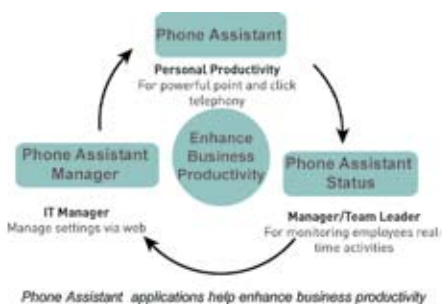 Phone Assistant
Personal Productivity
For powerful point and click
telephony
Enhance
Business
Productivity
Phone Assistant
Manager
IT Manager
Manage settings via web
Phone Assistant
Status
Manager/Team Leader
For monitoring employees real-
time activities
Phone Assistant applications help enhance business productivity